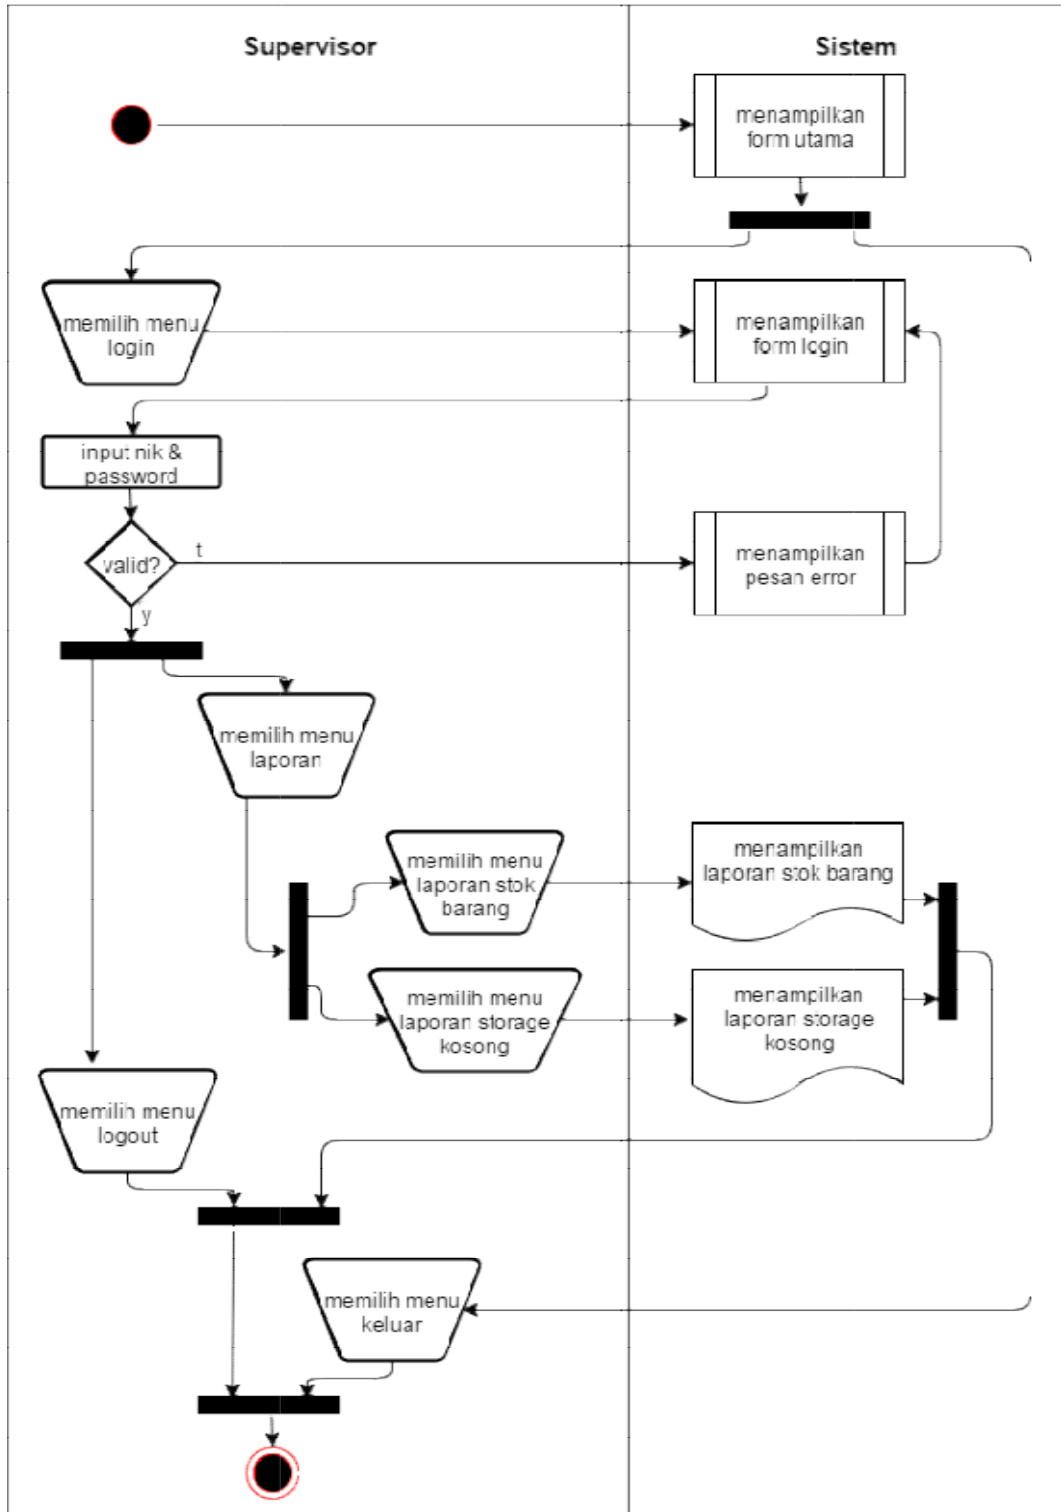 Supervisor
Sistem
menampilkan
form utama
memilih menu
login
menampilkan
form login
input nik &
password
valid?
t
y
menampilkan
pesan error
memilih menu
laporan
memilih menu
laporan stok
barang
menampilkan
laporan stok barang
memilih menu
laporan storage
kosong
menampilkan
laporan storage
kosong
memilih menu
logout
memilih menu
keluar